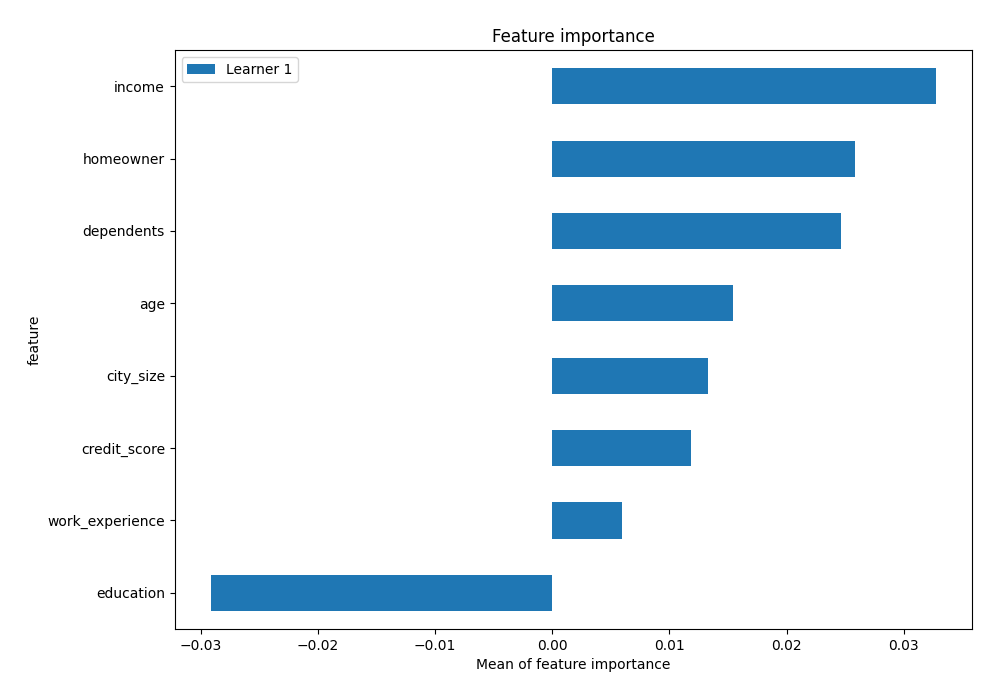 Feature importance
Learner 1
income
homeowner
dependents
age
city_size
credit_score
work_experience
education
feature
−0.03 −0.02 −0.01 0.00 0.01 0.02 0.03
Mean of feature importance